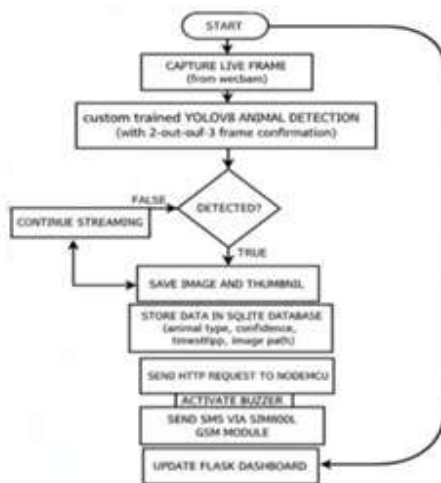 START
CAPTURE LIVE FRAME
(from wecbam)
custom trained YOLOV8 ANIMAL DETECTION
(with 2-out-ouf-3 frame confirmation)
FALSE
DETECTED?
CONTINUE STREAMING
TRUE
SAVE IMAGE AND THUMBNIL
STORE DATA IN SQLITE DATABASE
(animal type, confidence,
image path)
SEND HTTP REQUEST TO NODEMCU
ACTIVATE BUZZER
SEND SMS VIA SIM800L
GSM MODULE
UPDATE FLASK DASHBOARD